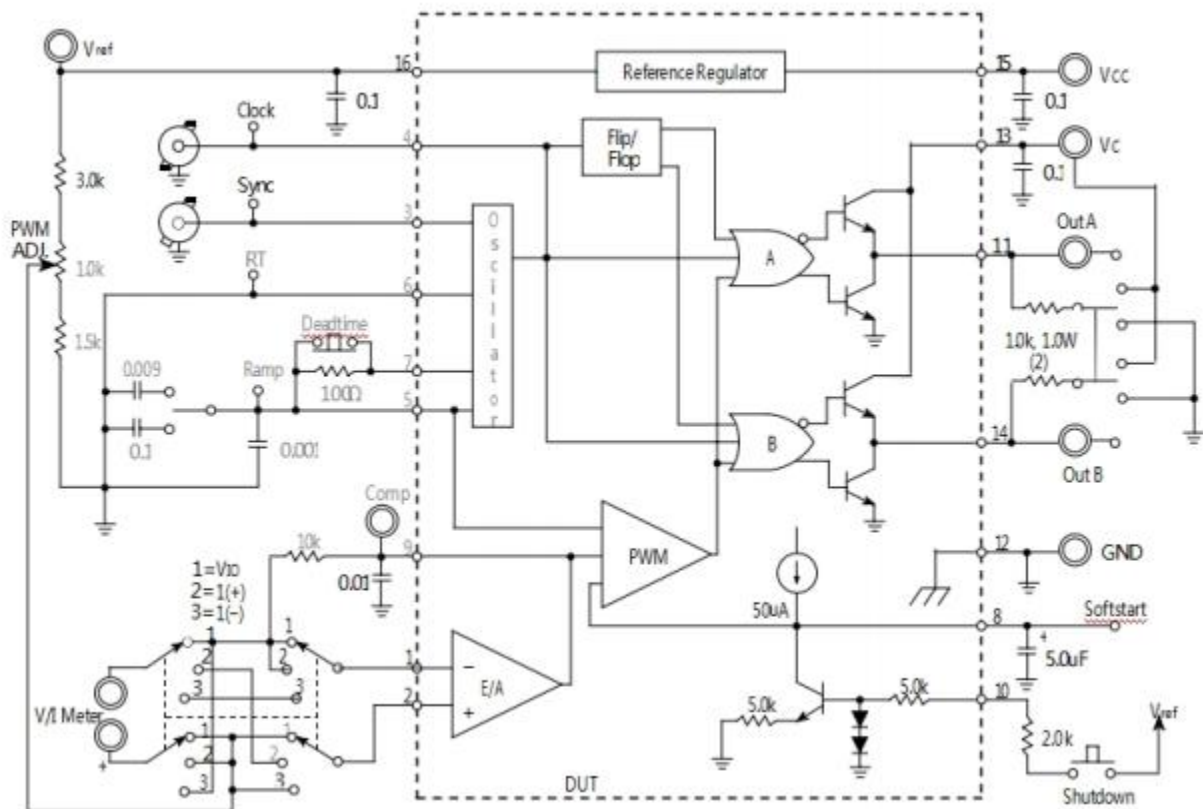 Vref
16
Reference Regulator
15
Vcc
0.1
0.1
Clock
4
Flip/
Flop
13
Vc
3.0k
Sync
3
0.1
PWM
ADJ.
1.0k
RT
6
Oscillator
A
11
Out A
1.5k
Deadtime
7
100Ω
1.0k, 1.0W
(2)
0.009
Ramp
5
0.1
0.001
B
14
Out B
Comp
10k
9
0.01
PWM
12
GND
1=VIO
2=1(+)
3=1(−)
50uA
8
Softstart
+
5.0uF
1
1
2
2
3
3
1
−
E/A
2
+
5.0k
5.0k
10
V/I Meter
+
1
1
2
2
3
3
2.0k
Vref
DUT
Shutdown